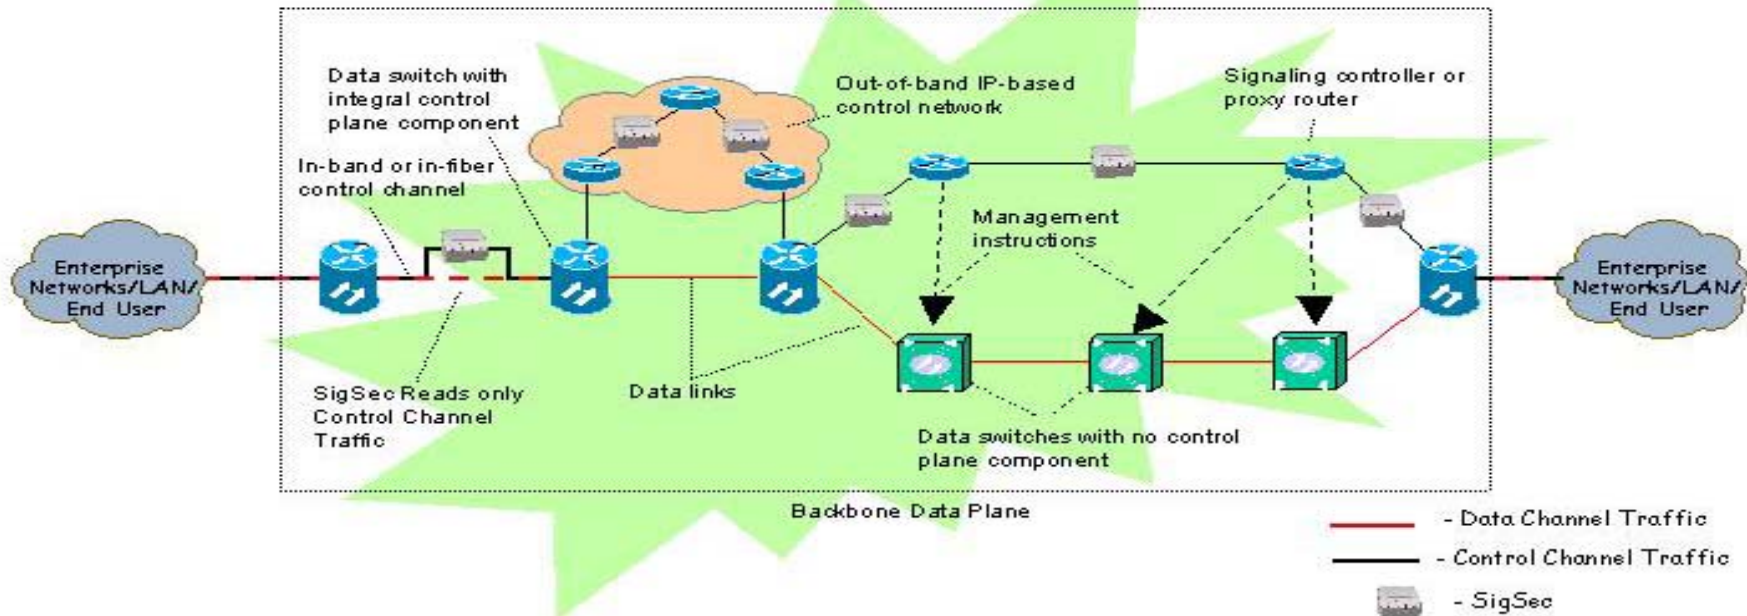 Data switch with
integral control
plane component
Out-of-band IP-based
control network
Signaling controller or
proxy router
In-band or in-fiber
control channel
Management
instructions
Enterprise
Networks/LAN/
End User
Enterprise
Networks/LAN/
End User
SigSec Reads only
Control Channel
Traffic
Data links
Data switches with no control
plane component
Backbone Data Plane
- Data Channel Traffic
- Control Channel Traffic
- SigSec